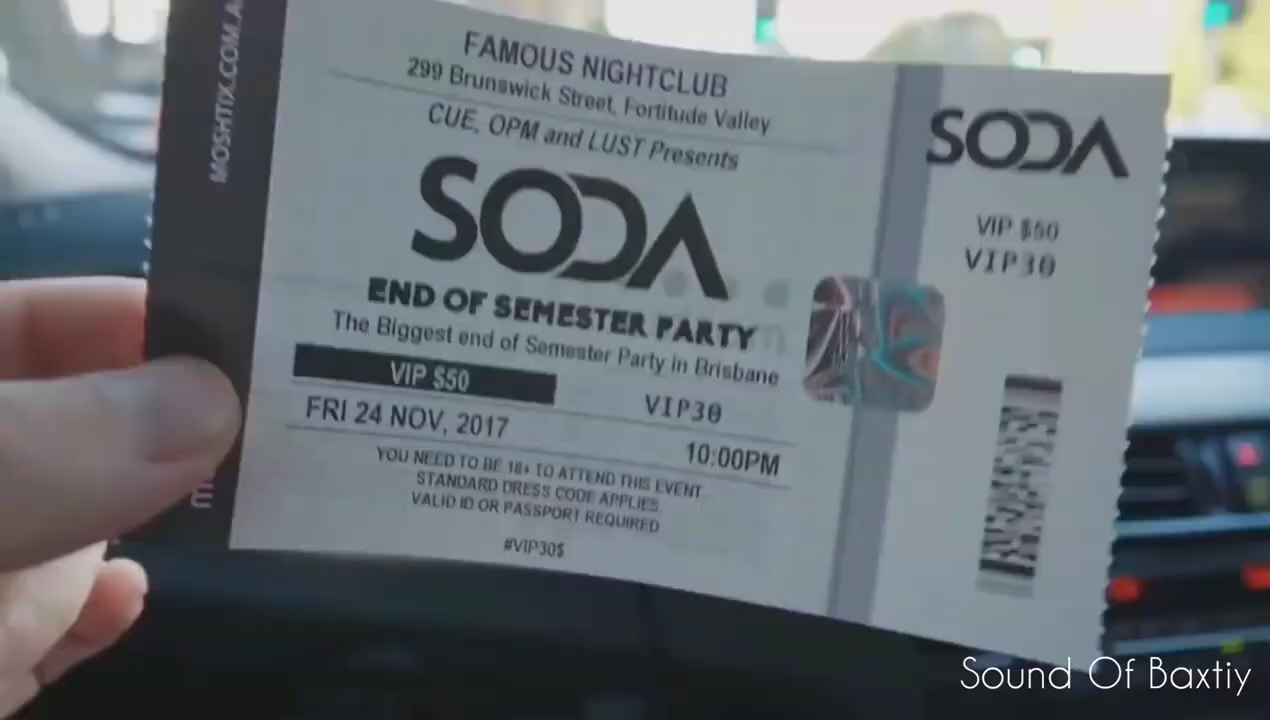 MOSHTIX.COM.A
FAMOUS NIGHTCLUB
299 Brunswick Street, Fortitude Valley
CUE, OPM and LUST Presents
SODA
END OF SEMESTER PARTY
The Biggest end of Semester Party in Brisbane
VIP $50
VIP30
FRI 24 NOV, 2017
10:00PM
YOU NEED TO BE 18+ TO ATTEND THIS EVENT
STANDARD DRESS CODE APPLIES
VALID ID OR PASSPORT REQUIRED
#VIP30$
SODA
VIP $50
VIP30
Sound Of Baxtiy